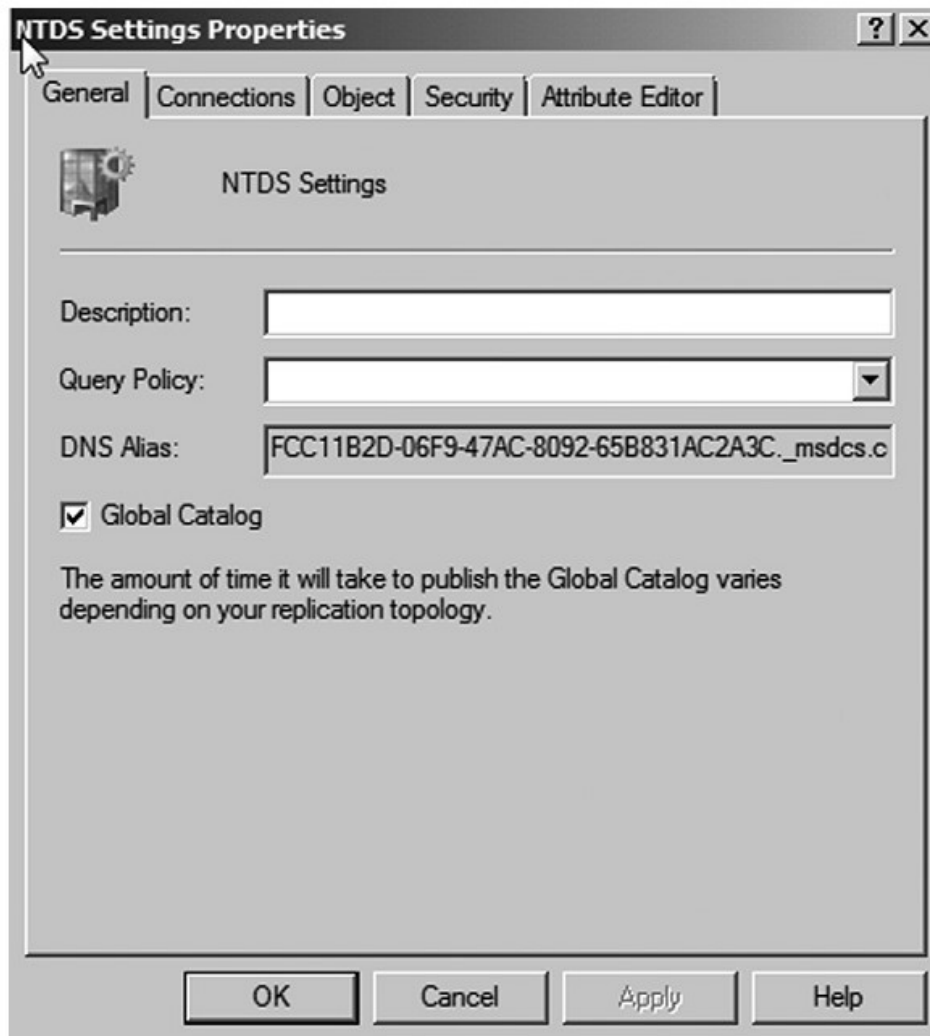 NTDS Settings Properties
General Connections Object Security Attribute Editor
NTDS Settings
Description:
Query Policy:
DNS Alias: FCC11B2D-06F9-47AC-8092-65B831AC2A3C._msdcs.c
Global Catalog
The amount of time it will take to publish the Global Catalog varies
depending on your replication topology.
OK Cancel Apply Help